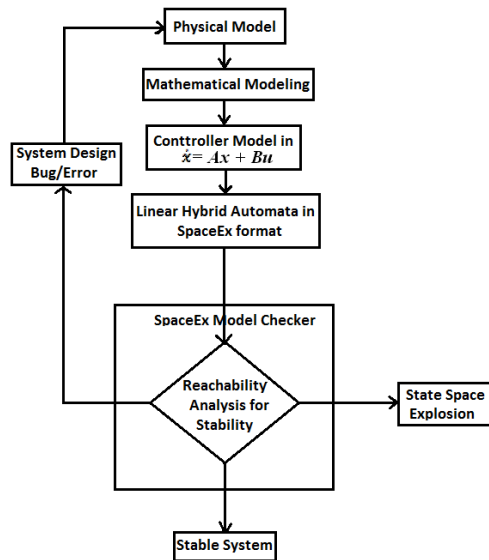 Physical Model
Mathematical Modeling
Conttroller Model in
ẋ= Ax + Bu
System Design
Bug/Error
Linear Hybrid Automata in
SpaceEx format
SpaceEx Model Checker
Reachability
Analysis for
Stability
State Space
Explosion
Stable System